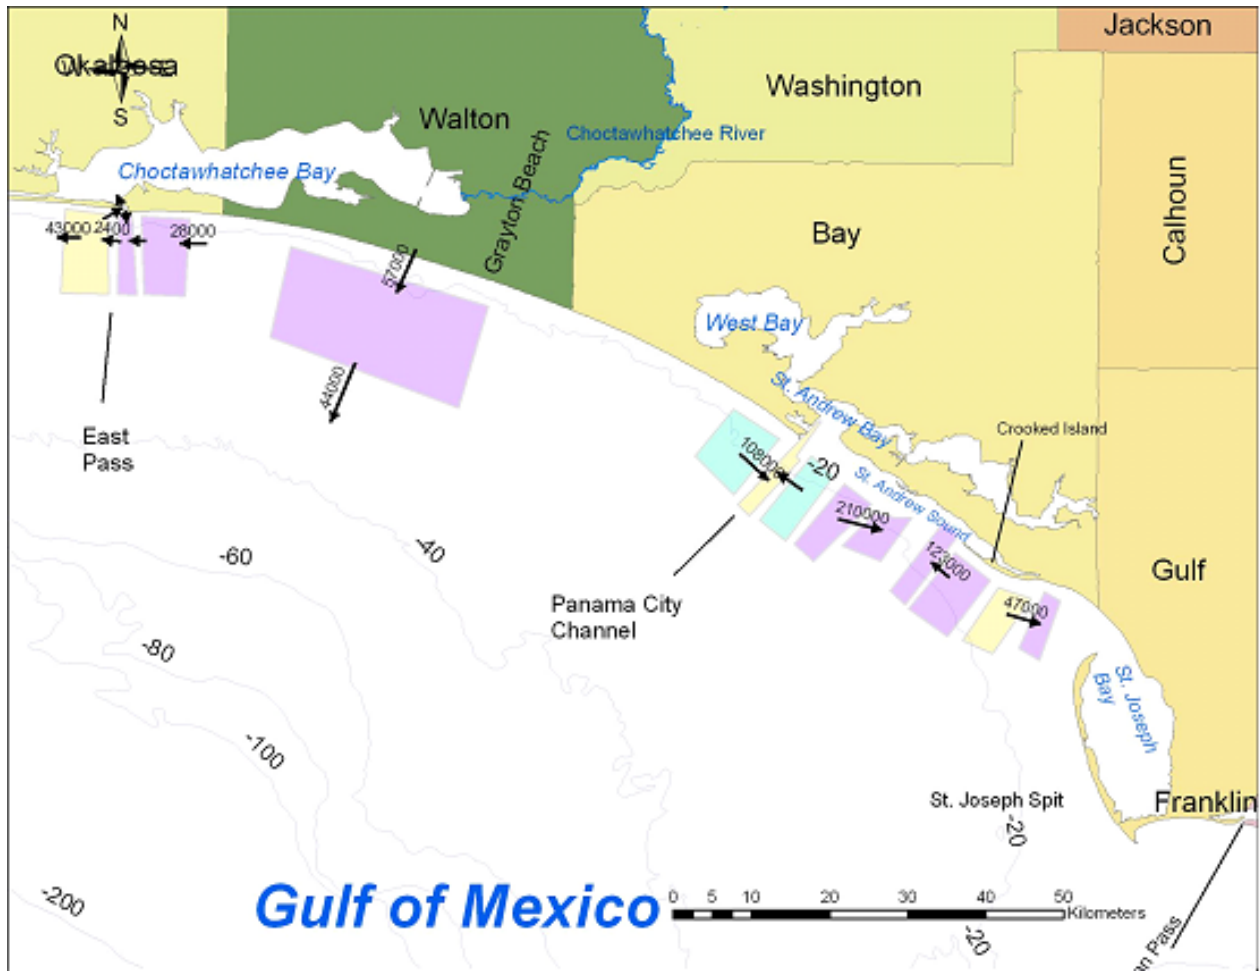 N
Jackson
Okaloosa
W
E
S
Washington
Walton
Choctawhatchee River
Choctawhatchee Bay
Grayton Beach
Calhoun
Bay
43000
2400
28000
57000
West Bay
44000
St. Andrew Bay
East
Pass
Crooked Island
108000
-20
St. Andrew Sound
210000
-40
-60
123000
Gulf
Panama City
Channel
47000
-80
St. Joseph
Bay
-100
St. Joseph Spit
Franklin
-20
-200
Gulf of Mexico
0 5 10 20 30 40 50
Kilometers
-20
an Pass